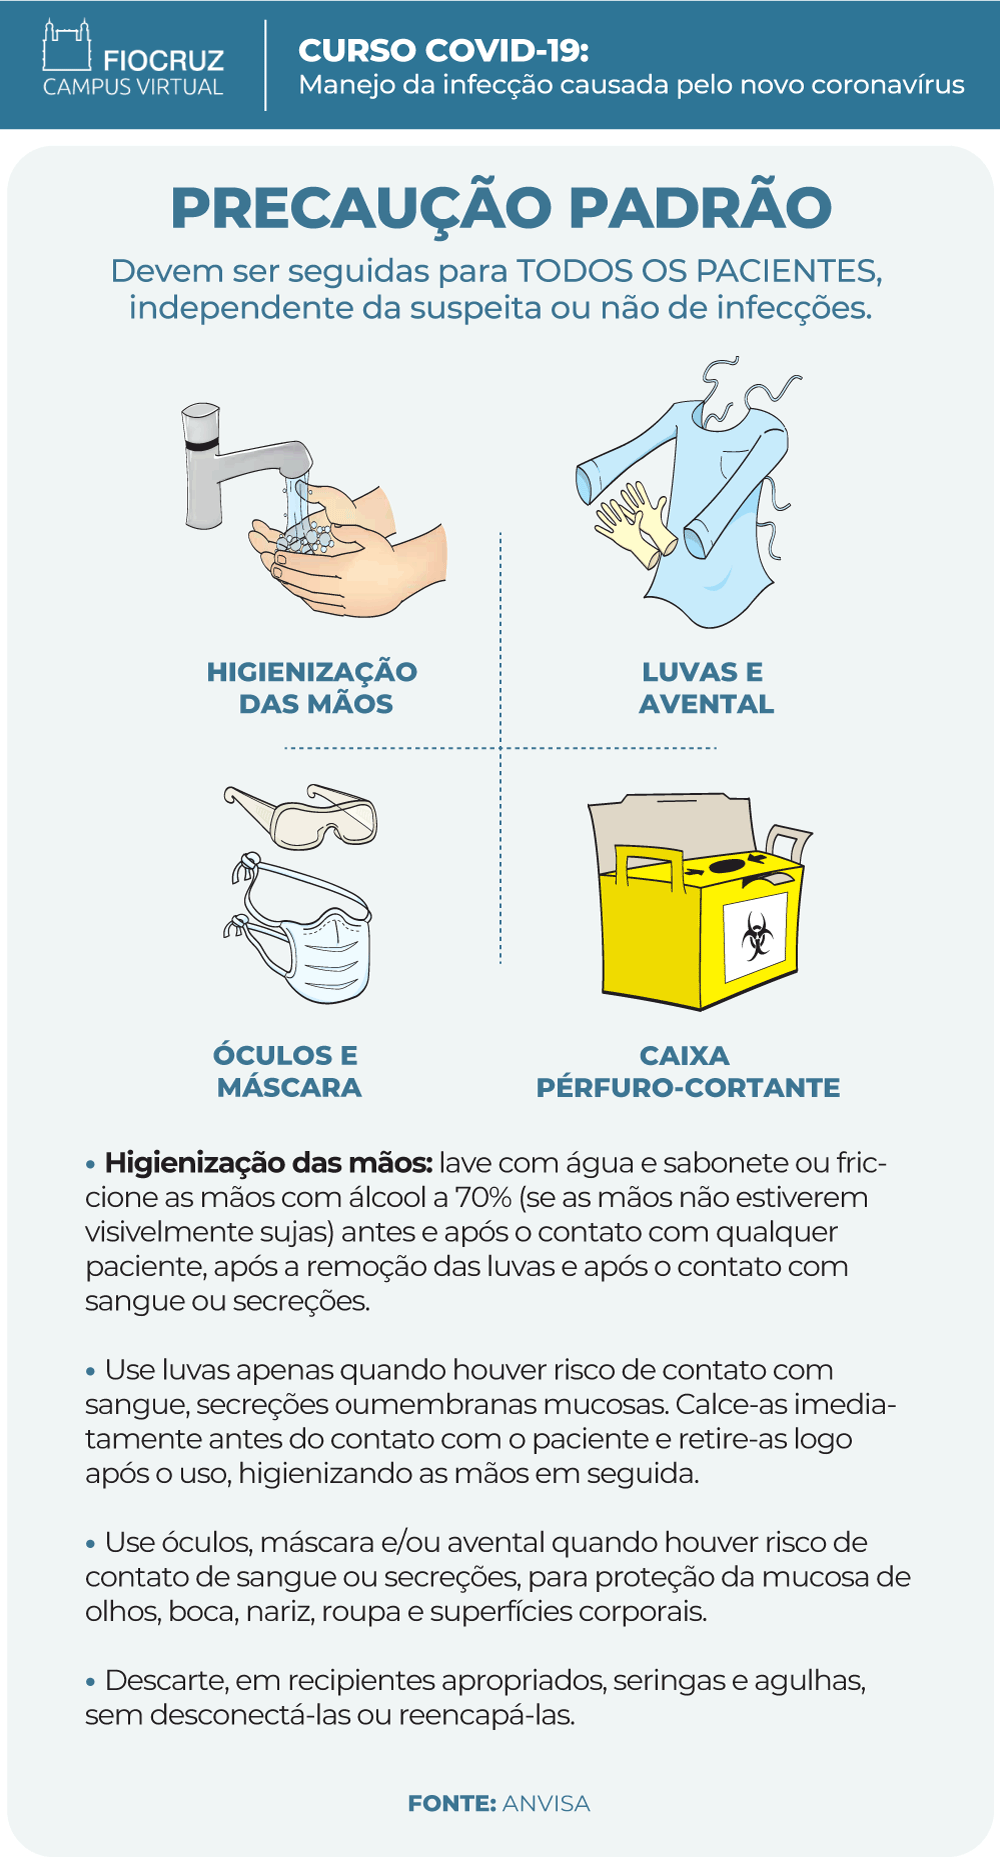 FIOCRUZ
CAMPUS VIRTUAL
CURSO COVID-19:
Manejo da infecção causada pelo novo coronavírus
PRECAUÇÃO PADRÃO
Devem ser seguidas para TODOS OS PACIENTES,
independente da suspeita ou não de infecções.
HIGIENIZAÇÃO
DAS MÃOS
LUVAS E
AVENTAL
ÓCULOS E
MÁSCARA
CAIXA
PÉRFURO-CORTANTE
• Higienização das mãos: lave com água e sabonete ou fric-
cione as mãos com álcool a 70% (se as mãos não estiverem
visivelmente sujas) antes e após o contato com qualquer
paciente, após a remoção das luvas e após o contato com
sangue ou secreções.
• Use luvas apenas quando houver risco de contato com
sangue, secreções oumembranas mucosas. Calce-as imedia-
tamente antes do contato com o paciente e retire-as logo
após o uso, higienizando as mãos em seguida.
• Use óculos, máscara e/ou avental quando houver risco de
contato de sangue ou secreções, para proteção da mucosa de
olhos, boca, nariz, roupa e superfícies corporais.
• Descarte, em recipientes apropriados, seringas e agulhas,
sem desconectá-las ou reencapá-las.
FONTE: ANVISA